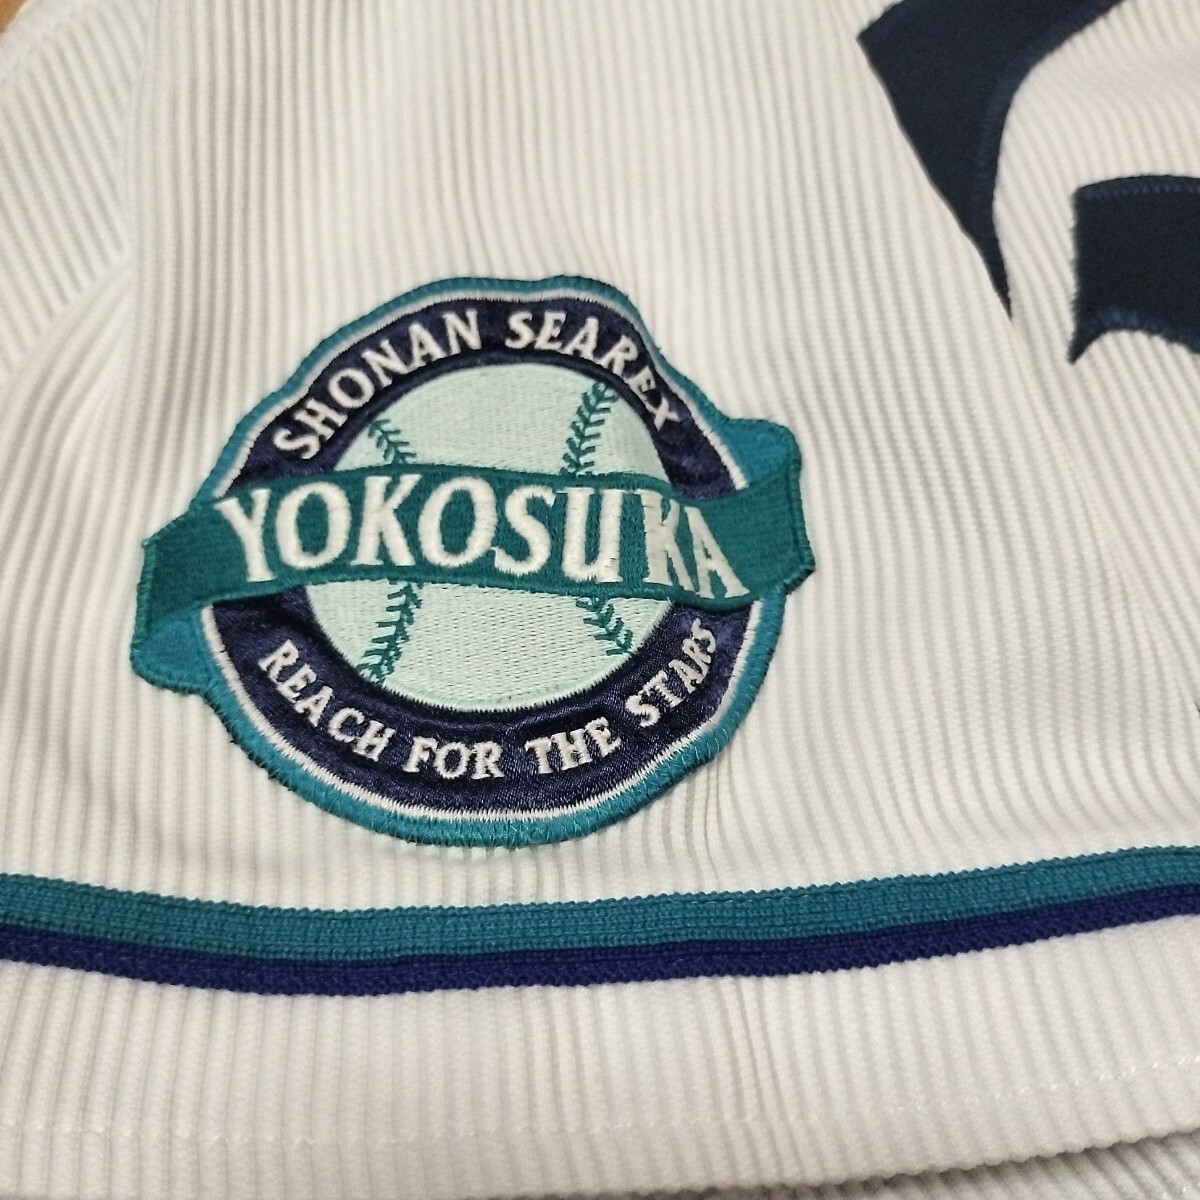 SHONAN SEAREX
YOKOSUKA
REACH FOR THE STARS